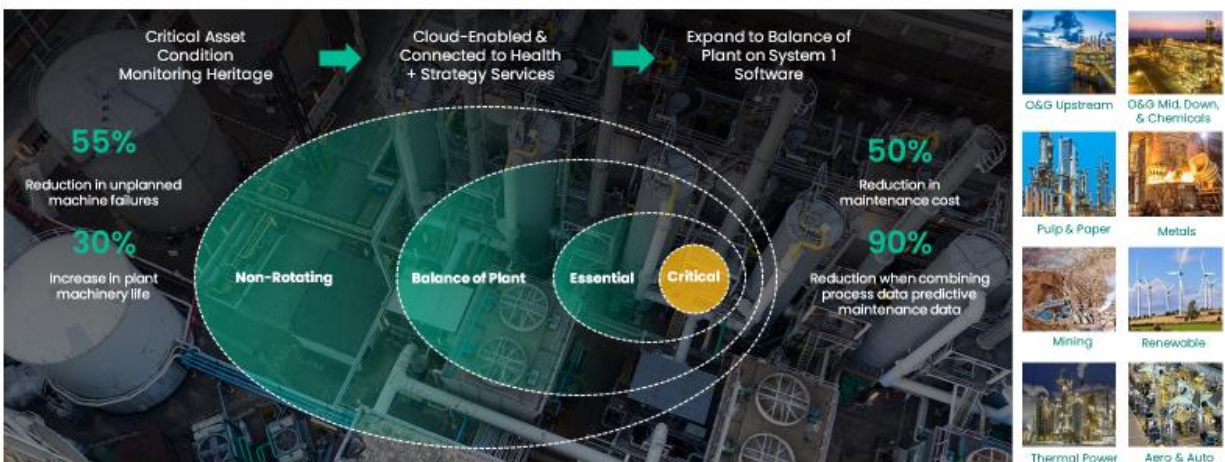 Critical Asset
Condition
Monitoring Heritage
Cloud-Enabled &
Connected to Health
+ Strategy Services
Expand to Balance of
Plant on System 1
Software
55%
Reduction in unplanned
machine failures
30%
Increase in plant
machinery life
Non-Rotating
Balance of Plant
Essential
Critical
50%
Reduction in
maintenance cost
90%
Reduction when combining
process data predictive
maintenance data
O&G Upstream
O&G Mid, Down,
& Chemicals
Pulp & Paper
Metals
Mining
Renewable
Thermal Power
Aero & Auto